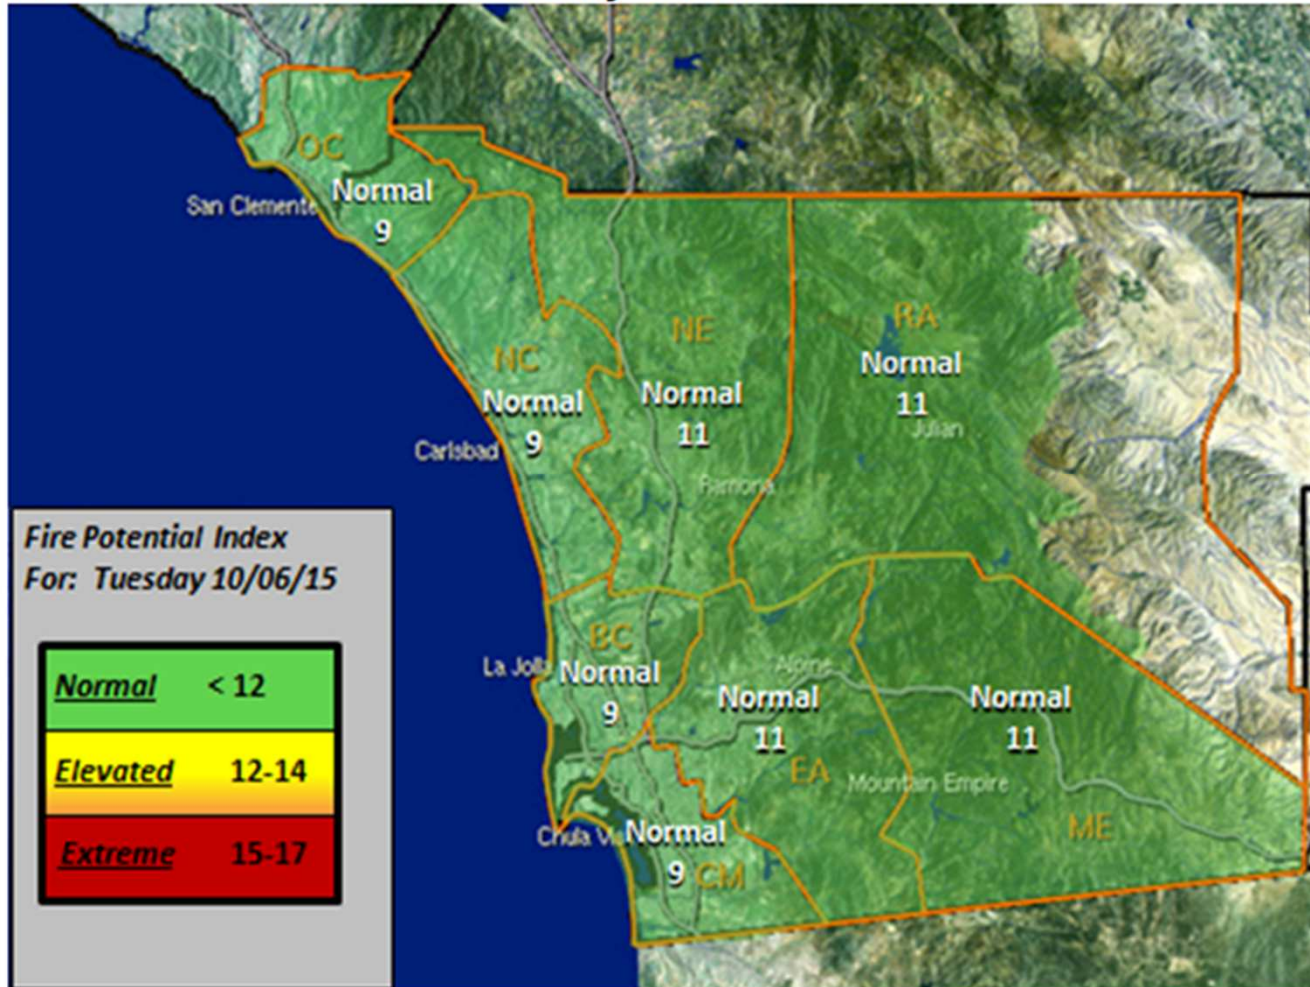 OC
Normal
9
San Clemente
NC
Normal
9
NE
Normal
11
RA
Normal
11
Julian
Carlsbad
Ramona
Fire Potential Index
For: Tuesday 10/06/15
Normal < 12
Elevated 12-14
Extreme 15-17
BC
La Jolla
Normal
9
Alpine
Normal
11
EA
Normal
11
Mountain Empire
ME
Chula Vis
Normal
9
CM